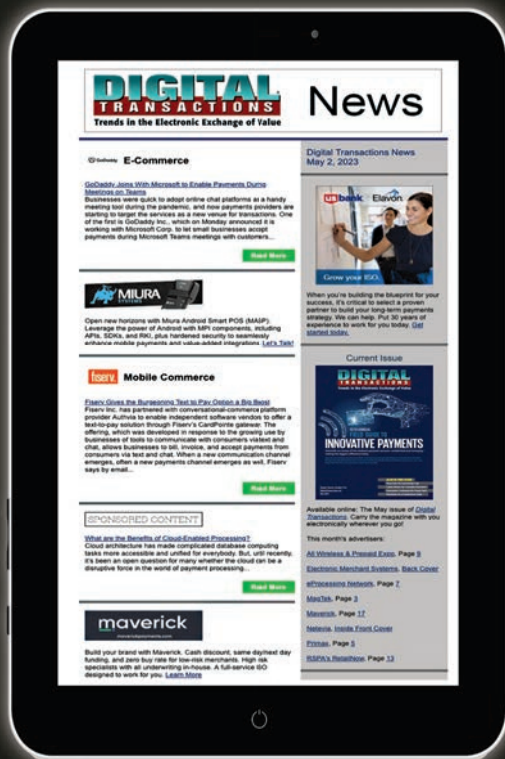 DIGITAL
TRANSACTIONS
Trends in the Electronic Exchange of Value
News
GoDaddy E-Commerce
GoDaddy Joins With Microsoft to Enable Payments During
Meetings on Teams
Businesses were quick to adopt online chat platforms as a handy
meeting tool during the pandemic, and now payments poviders are
starting to target the services as a new venue for transactions. One
of the first is GoDaddy Inc., which on Monday announced it is
working with Microsoft Corp. to let small businesses accept
payments during Microsoft Teams meetings with customers...
Read More
MIURA
SYSTEMS
Open new horizons with Miura Android Smart POS (MASP).
Leverage the power of Android with MPI components, including
APIs, SDKs, and RKI, plus hardened security to seamlessly
enhance mobile payments and value-added integrations. Let's Talk!
fiserv. Mobile Commerce
Fiserv Gives the Burgeoning Text to Pay Option a Big Boost
Fiserv Inc. has partnered with conversational-commerce platform
provider Authvia to enable independent software vendors to offer a
text-to-pay solution through Fiserv's CardPointe gateway. The
offering, which was developed in response to the growing use by
businesses of tools to communicate with consumers via text and
chat, allows businesses to bill, invoice, and accept payments from
consumers via text and chat. When a new communication channel
emerges, often a new payments channel emerges as well, Fiserv
says by email...
Read More
SPONSORED CONTENT
What are the Benefits of Cloud-Enabled Processing?
Cloud architecture has made complicated database computing
tasks more accessible and unified for everybody. But, until recently,
it's been an open question for many whether the cloud can be a
disruptive force in the world of payment processing...
Read More
maverick
maverickpayments.com
Build your brand with Maverick. Cash discount, same day/next day
funding, and zero buy rate for low-risk merchants. High risk
specialists with all underwriting in-house. A full-service ISO
designed to work for you. Learn More
Digital Transactions News
May 2, 2023
usbank. Elavon
Grow your ISO.
When you're building the blueprint for your
success, it's critical to select a proven
partner to build your long-term payments
strategy. We can help. Put 30 years of
experience to work for you today. Get
started today.
Current Issue
DIGITAL
TRANSACTIONS
Trends in the Electronic Exchange of Value
FIELD GUIDE TO
INNOVATIVE PAYMENTS
Available online: The May issue of Digital
Transactions. Carry the magazine with you
electronically wherever you go!
This month's advertisers:
All Wireless & Prepaid Expo, Page 9
Electronic Merchant Systems, Back Cover
eProcessing Network, Page 7
MagTek, Page 3
Maverick, Page 17
Netevia, Inside Front Cover
Primax, Page 5
RSPA's RetailNow, Page 13